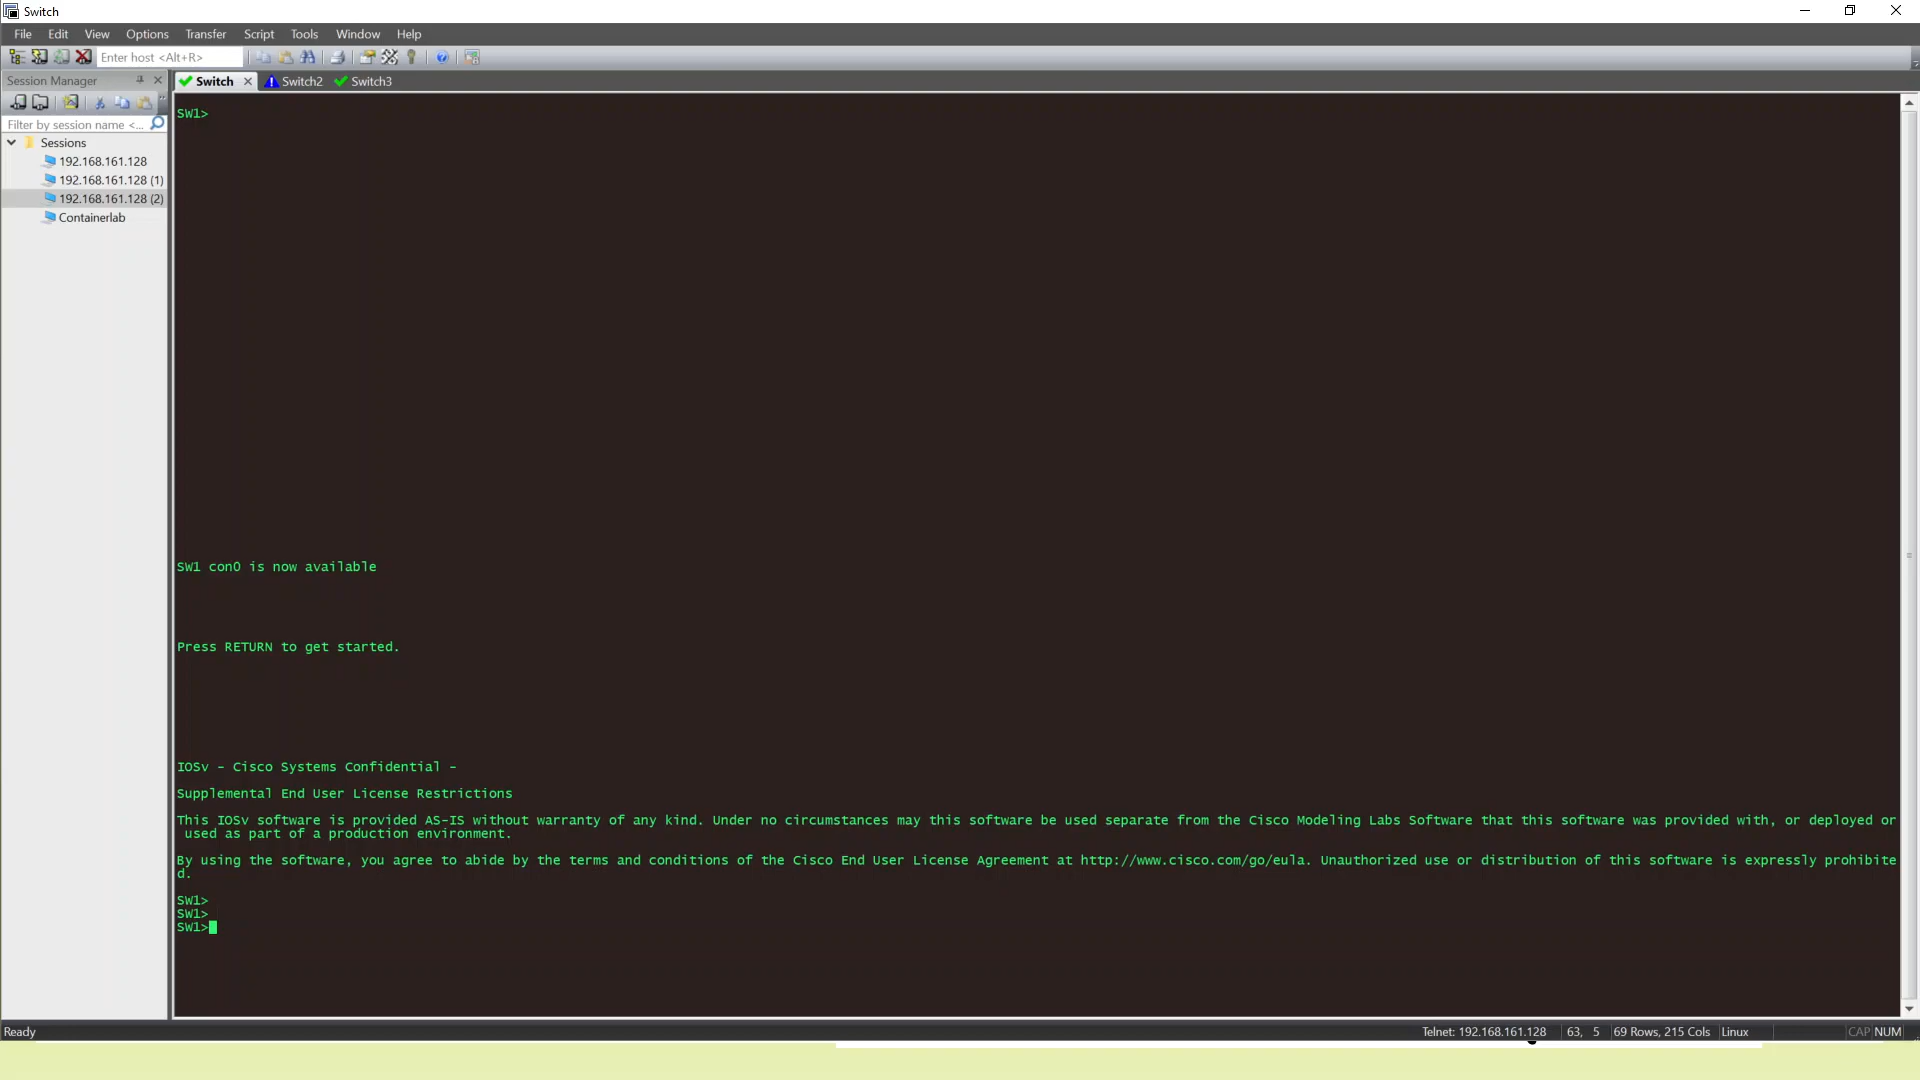 Switch
File Edit View Options Transfer Script Tools Window Help
Enter host <Alt+R>
Session Manager
Switch Switch2 Switch3
Filter by session name <...
Sessions
192.168.161.128
192.168.161.128 (1)
192.168.161.128 (2)
Containerlab
SW1>
SW1 con0 is now available
Press RETURN to get started.
IOSv - Cisco Systems Confidential -
Supplemental End User License Restrictions
This IOSv software is provided AS-IS without warranty of any kind. Under no circumstances may this software be used separate from the Cisco Modeling Labs Software that this software was provided with, or deployed or
used as part of a production environment.
By using the software, you agree to abide by the terms and conditions of the Cisco End User License Agreement at http://www.cisco.com/go/eula. Unauthorized use or distribution of this software is expressly prohibite
d.
SW1>
SW1>
SW1>
Ready Telnet: 192.168.161.128 63, 5 69 Rows, 215 Cols Linux CAP NUM